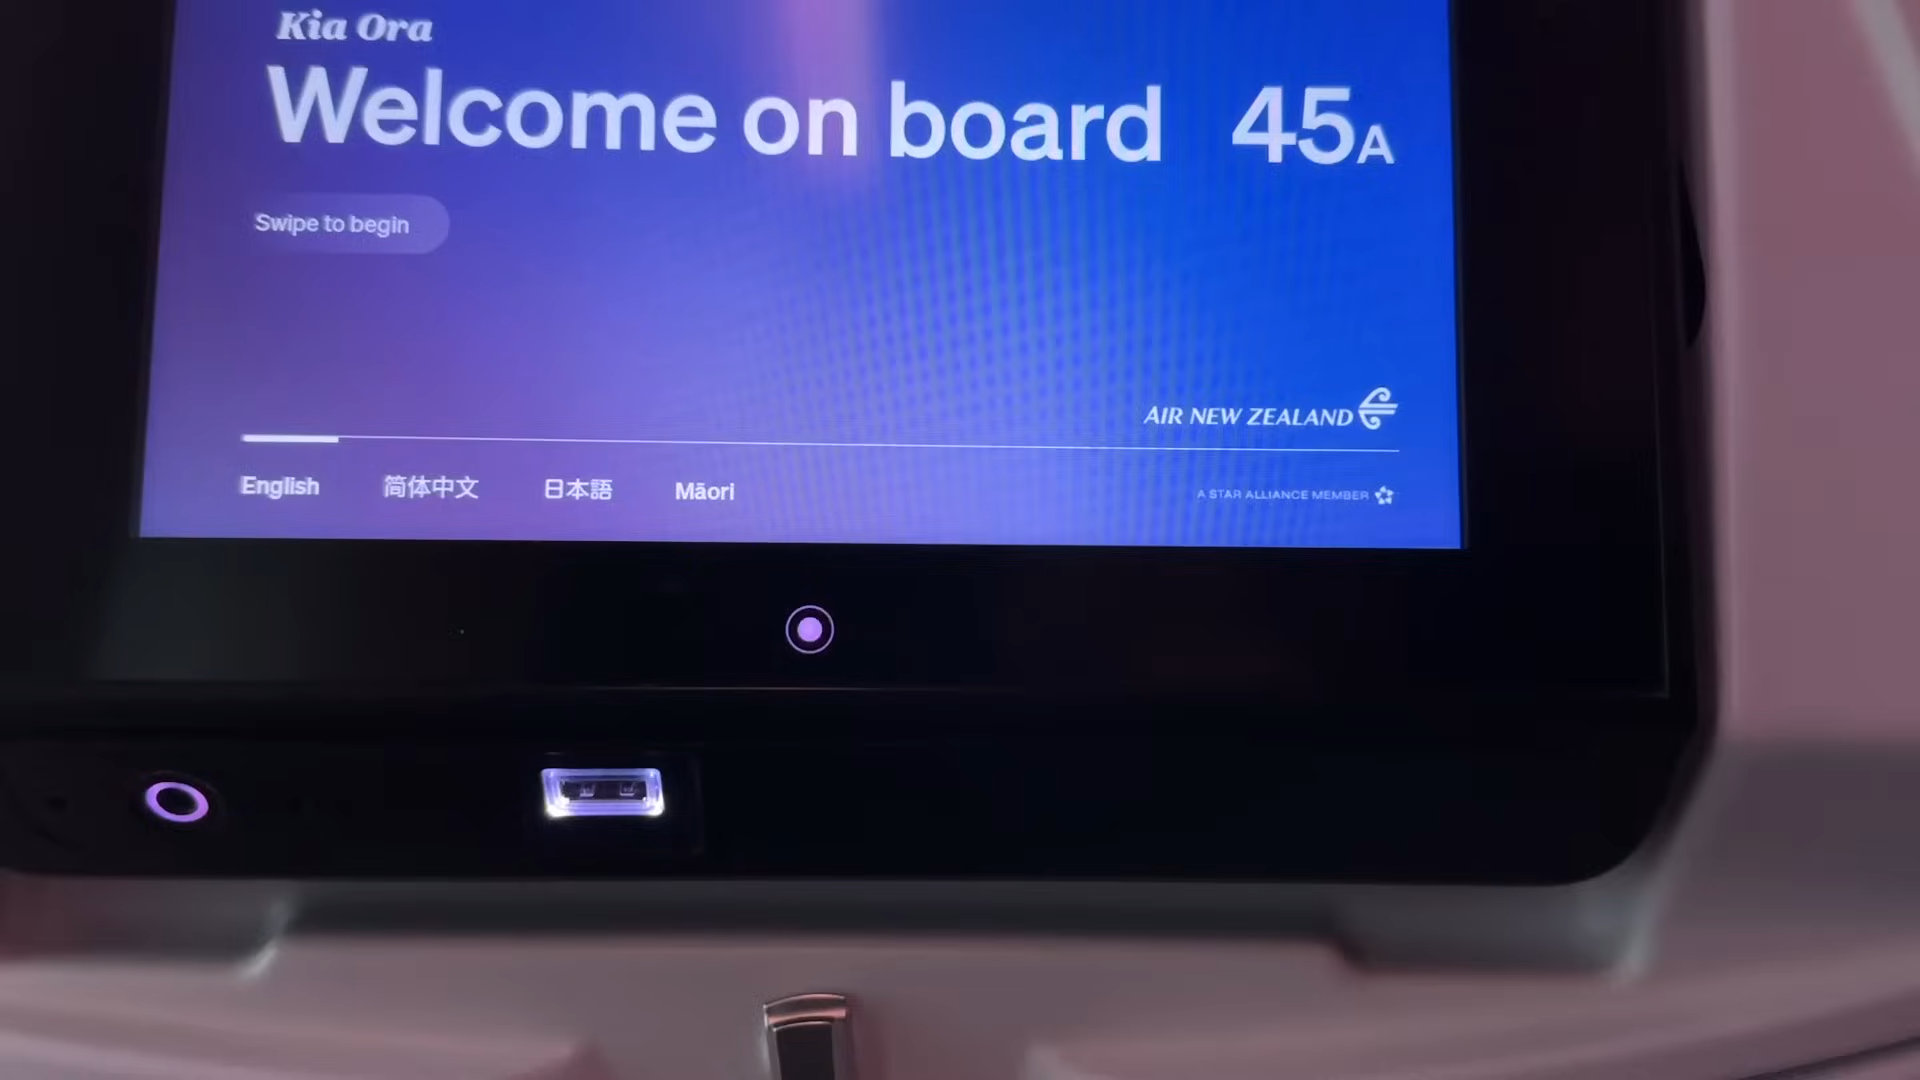 Kia Ora
Welcome on board 45A
Swipe to begin
AIR NEW ZEALAND
English 简体中文 日本語 Māori
A STAR ALLIANCE MEMBER